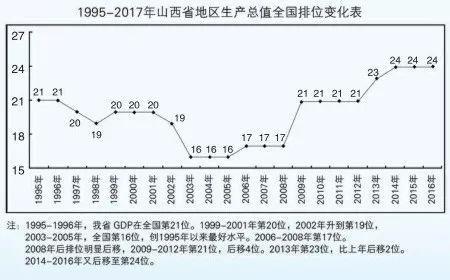 1995-2017年山西省地区生产总值全国排位变化表
27
24
21
18
15
21 21 20 19 20 20 20 19 16 16 16 17 17 17 21 21 21 21 23 24 24 24
1995年 1996年 1997年 1998年 1999年 2000年 2001年 2002年 2003年 2004年 2005年 2006年 2007年 2008年 2009年 2010年 2011年 2012年 2013年 2014年 2015年 2016年
注：1995-1996年，我省GDP在全国第21位。1999-2001年第20位，2002年升到第19位，
2003-2005年，全国第16位，创1995年以来最好水平。2006-2008年第17位。
2008年后排位明显后移，2009-2012年第21位，后移4位。2013年第23位，比上年后移2位。
2014-2016年又后移至第24位。